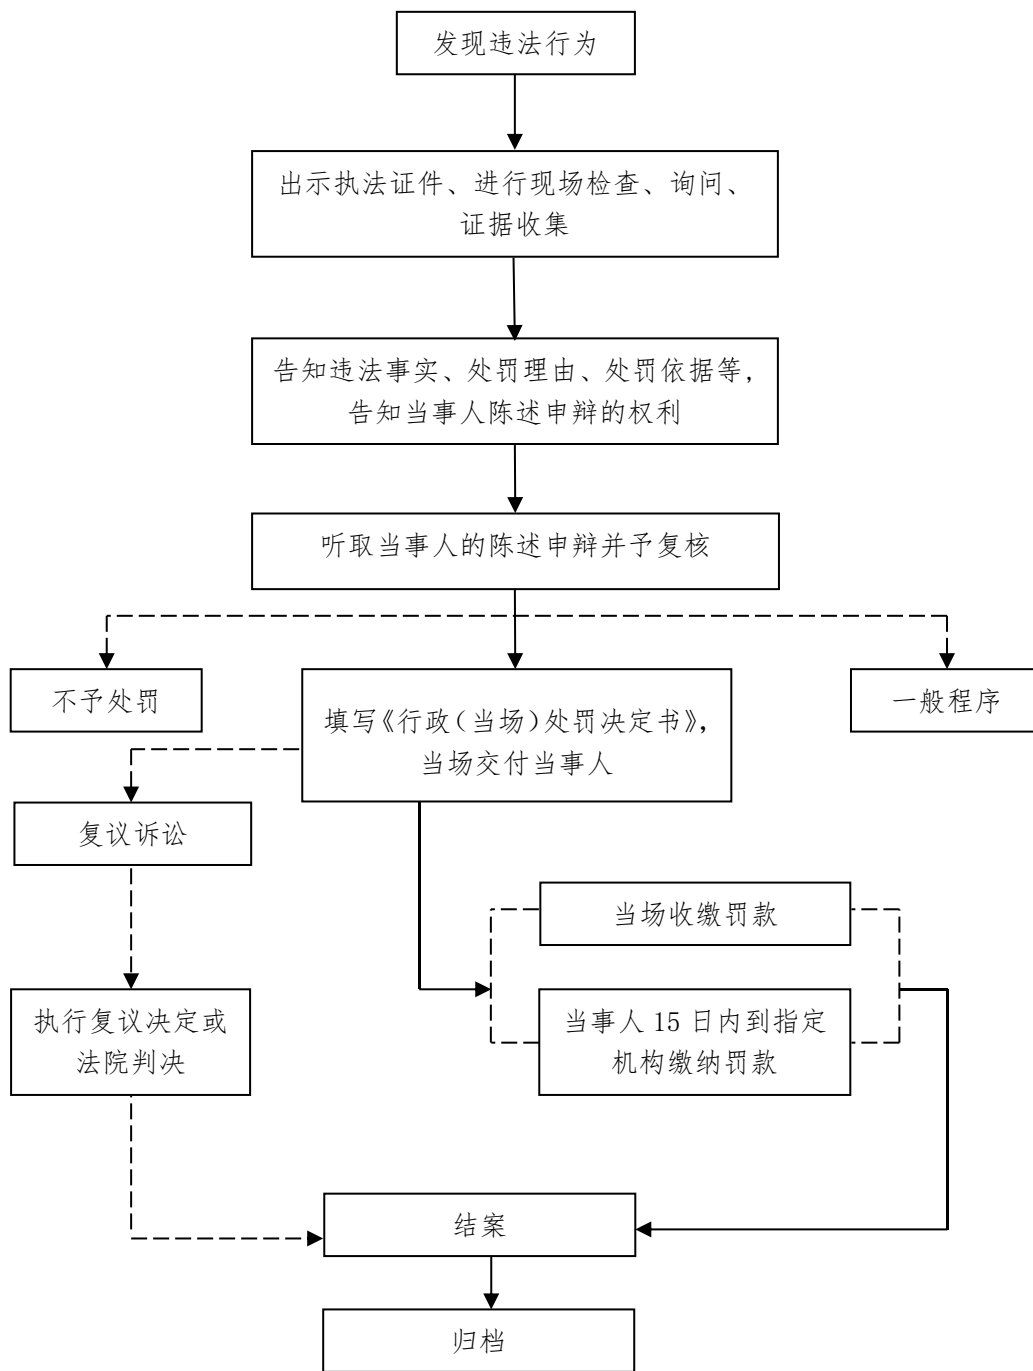 发现违法行为
出示执法证件、进行现场检查、询问、
证据收集
告知违法事实、处罚理由、处罚依据等，
告知当事人陈述申辩的权利
听取当事人的陈述申辩并予复核
不予处罚
填写《行政（当场）处罚决定书》，
当场交付当事人
一般程序
复议诉讼
当场收缴罚款
执行复议决定或
法院判决
当事人 15 日内到指定
机构缴纳罚款
结案
归档